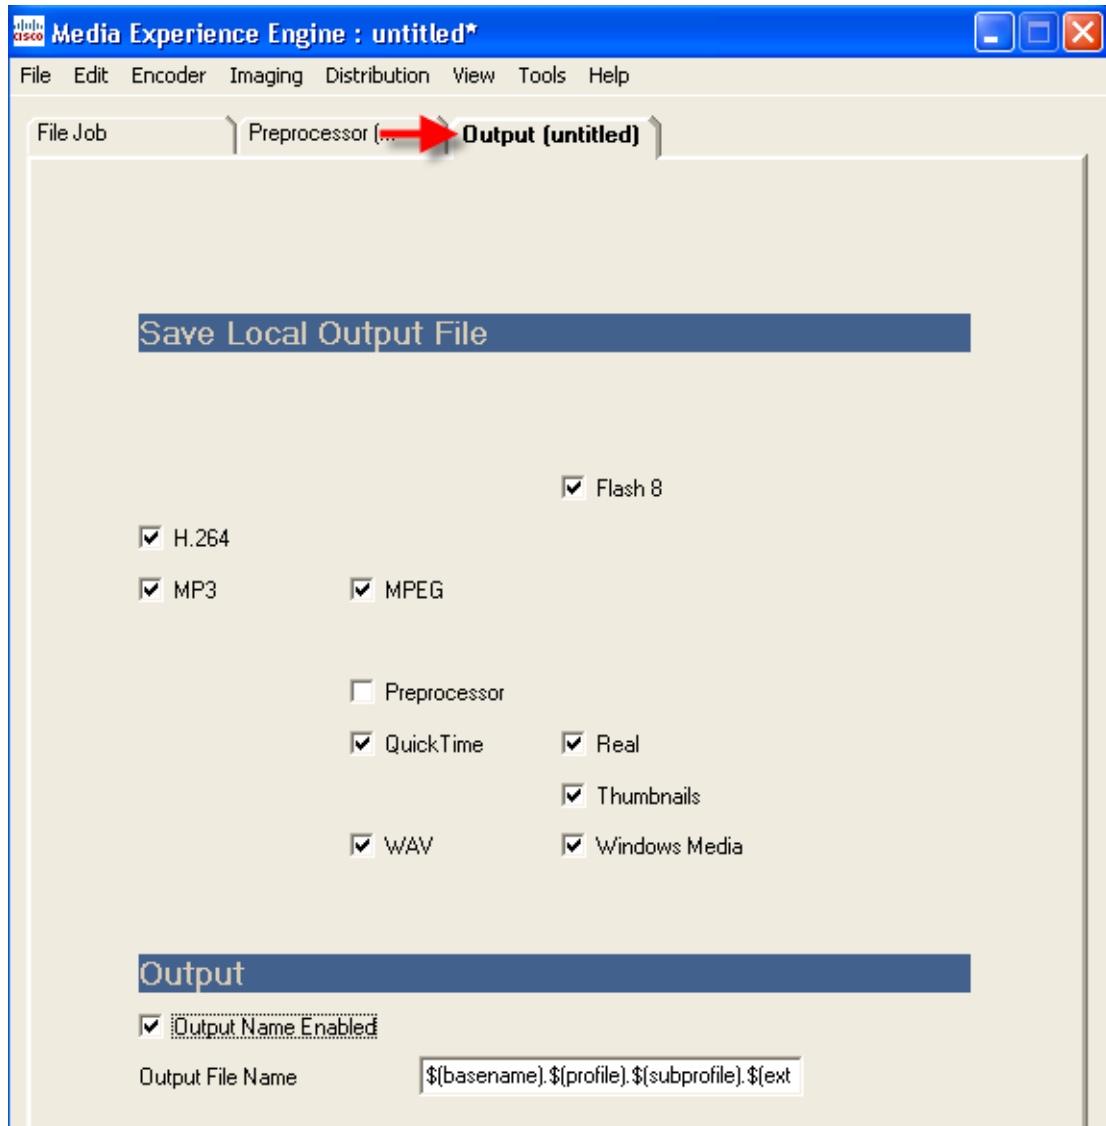 cisco Media Experience Engine : untitled*
File Edit Encoder Imaging Distribution View Tools Help
File Job Preprocessor (... Output (untitled)
Save Local Output File
Flash 8
H.264
MP3 MPEG
Preprocessor
QuickTime Real
Thumbnails
WAV Windows Media
Output
Output Name Enabled
Output File Name $(basename).$(profile).$(subprofile).$(ext